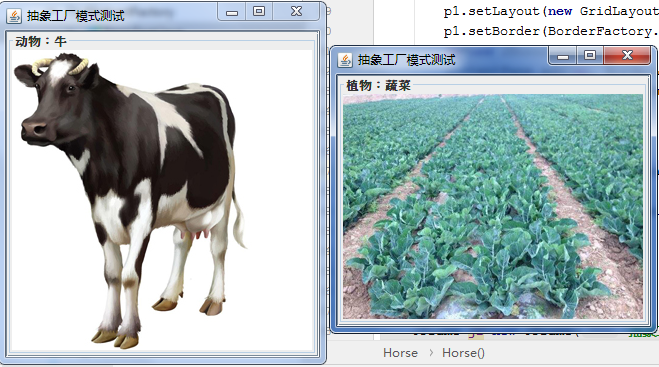 抽象工厂模式测试
动物：牛
抽象工厂模式测试
植物：蔬菜
p1.setLayout(new GridLayout
p1.setBorder(BorderFactory.
Horse > Horse()